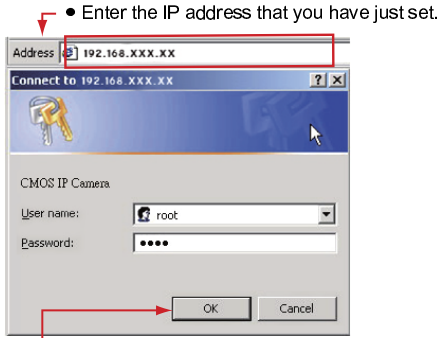 ● Enter the IP address that you have just set.
Address 192.168.XXX.XX
Connect to 192.168.XXX.XX ? X
CMOS IP Camera
User name: root
Password: ●●●●
OK Cancel